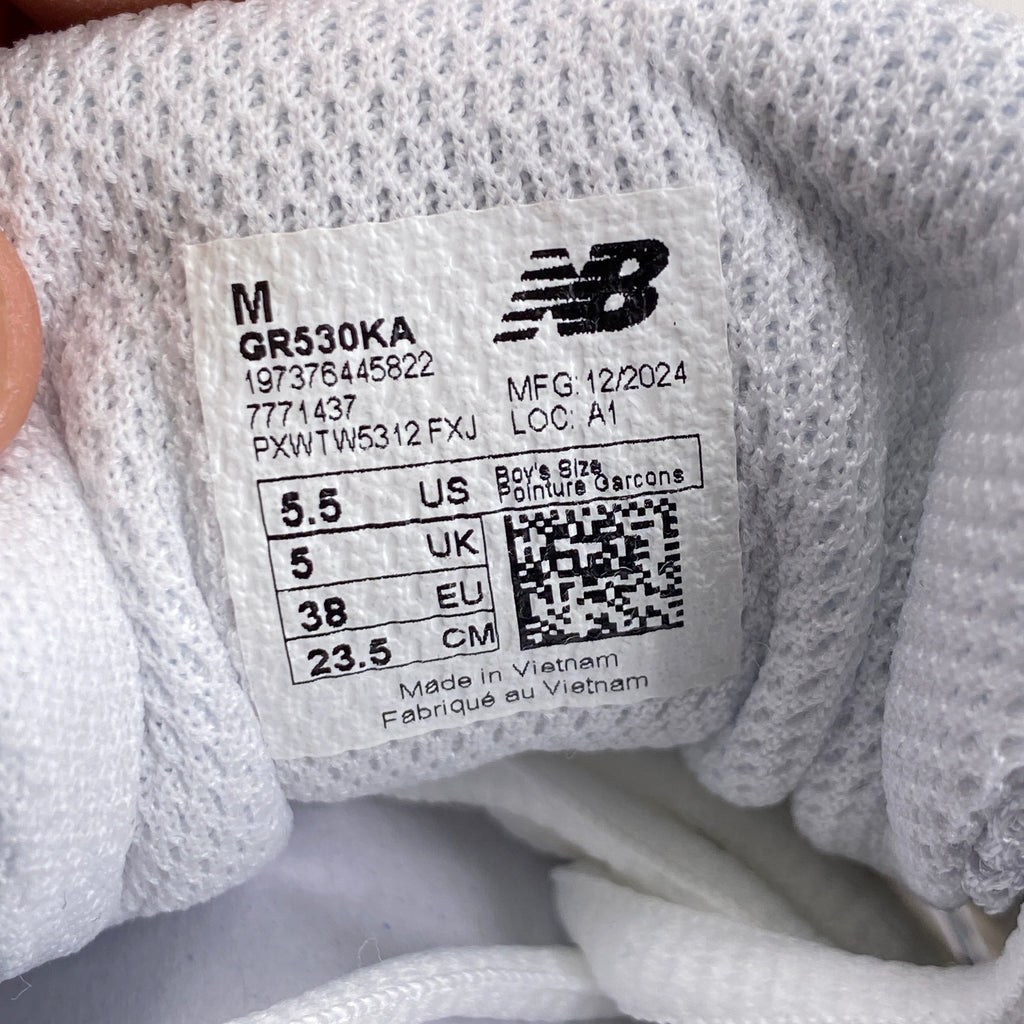 M
GR530KA
197376445822
7771437
PXWTW5312 FXJ
NB
MFG: 12/2024
LOC: A1
5.5 US Boy's Size
Pointure Garcons
5 UK
38 EU
23.5 CM
Made in Vietnam
Fabriqué au Vietnam